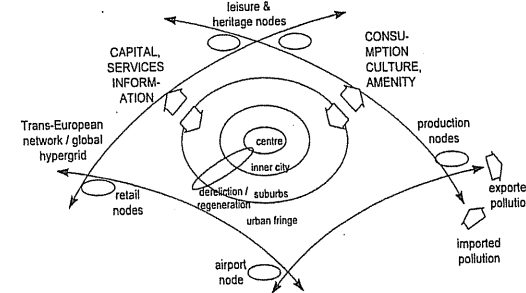 leisure &
heritage nodes
CAPITAL,
SERVICES
INFORM-
ATION
CONSU-
MPTION
CULTURE,
AMENITY
Trans-European
network / global
hypergrid
production
nodes
centre
inner city
dereliction /
regeneration
suburbs
urban fringe
retail
nodes
exporte
pollutio
imported
pollution
airport
node